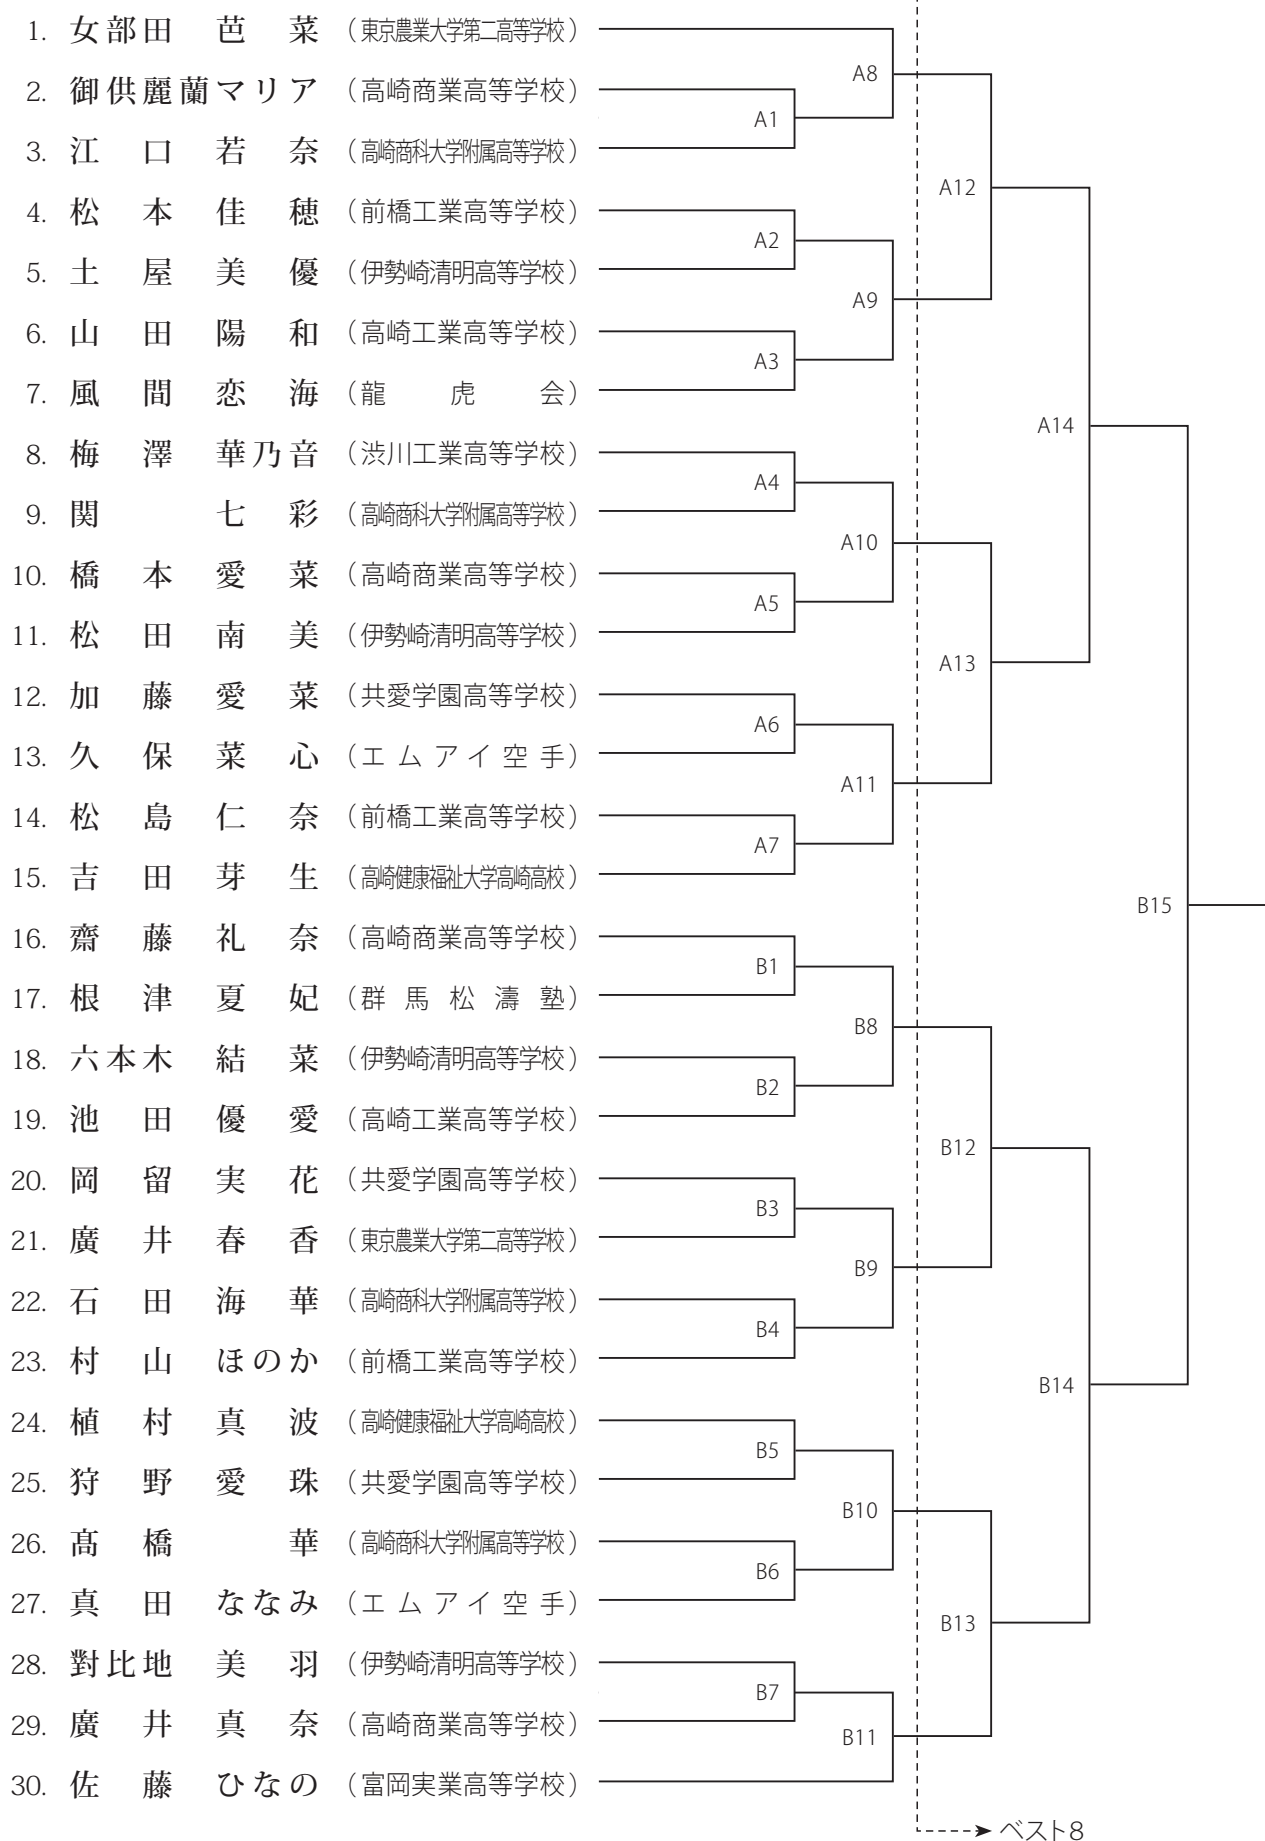 1. 女部田 芭菜 （東京農業大学第二高等学校）
2. 御供麗蘭マリア （高崎商業高等学校）
3. 江口若奈 （高崎商科大学附属高等学校）
4. 松本佳穂 （前橋工業高等学校）
5. 土屋美優 （伊勢崎清明高等学校）
6. 山田陽和 （高崎工業高等学校）
7. 風間恋海 （龍虎会）
8. 梅澤華乃音 （渋川工業高等学校）
9. 関 七彩 （高崎商科大学附属高等学校）
10. 橋本愛菜 （高崎商業高等学校）
11. 松田南美 （伊勢崎清明高等学校）
12. 加藤愛菜 （共愛学園高等学校）
13. 久保菜心 （エムアイ空手）
14. 松島仁奈 （前橋工業高等学校）
15. 吉田芽生 （高崎健康福祉大学高崎高校）
16. 齋藤礼奈 （高崎商業高等学校）
17. 根津夏妃 （群馬松濤塾）
18. 六本木 結菜 （伊勢崎清明高等学校）
19. 池田優愛 （高崎工業高等学校）
20. 岡留実花 （共愛学園高等学校）
21. 廣井春香 （東京農業大学第二高等学校）
22. 石田海華 （高崎商科大学附属高等学校）
23. 村山ほのか （前橋工業高等学校）
24. 植村真波 （高崎健康福祉大学高崎高校）
25. 狩野愛珠 （共愛学園高等学校）
26. 髙橋 華 （高崎商科大学附属高等学校）
27. 真田ななみ （エムアイ空手）
28. 對比地 美羽 （伊勢崎清明高等学校）
29. 廣井真奈 （高崎商業高等学校）
30. 佐藤ひなの （富岡実業高等学校）
A1
A2
A3
A4
A5
A6
A7
B1
B2
B3
B4
B5
B6
B7
A8
A9
A10
A11
B8
B9
B10
B11
A12
A13
B12
B13
A14
B14
B15
ベスト8